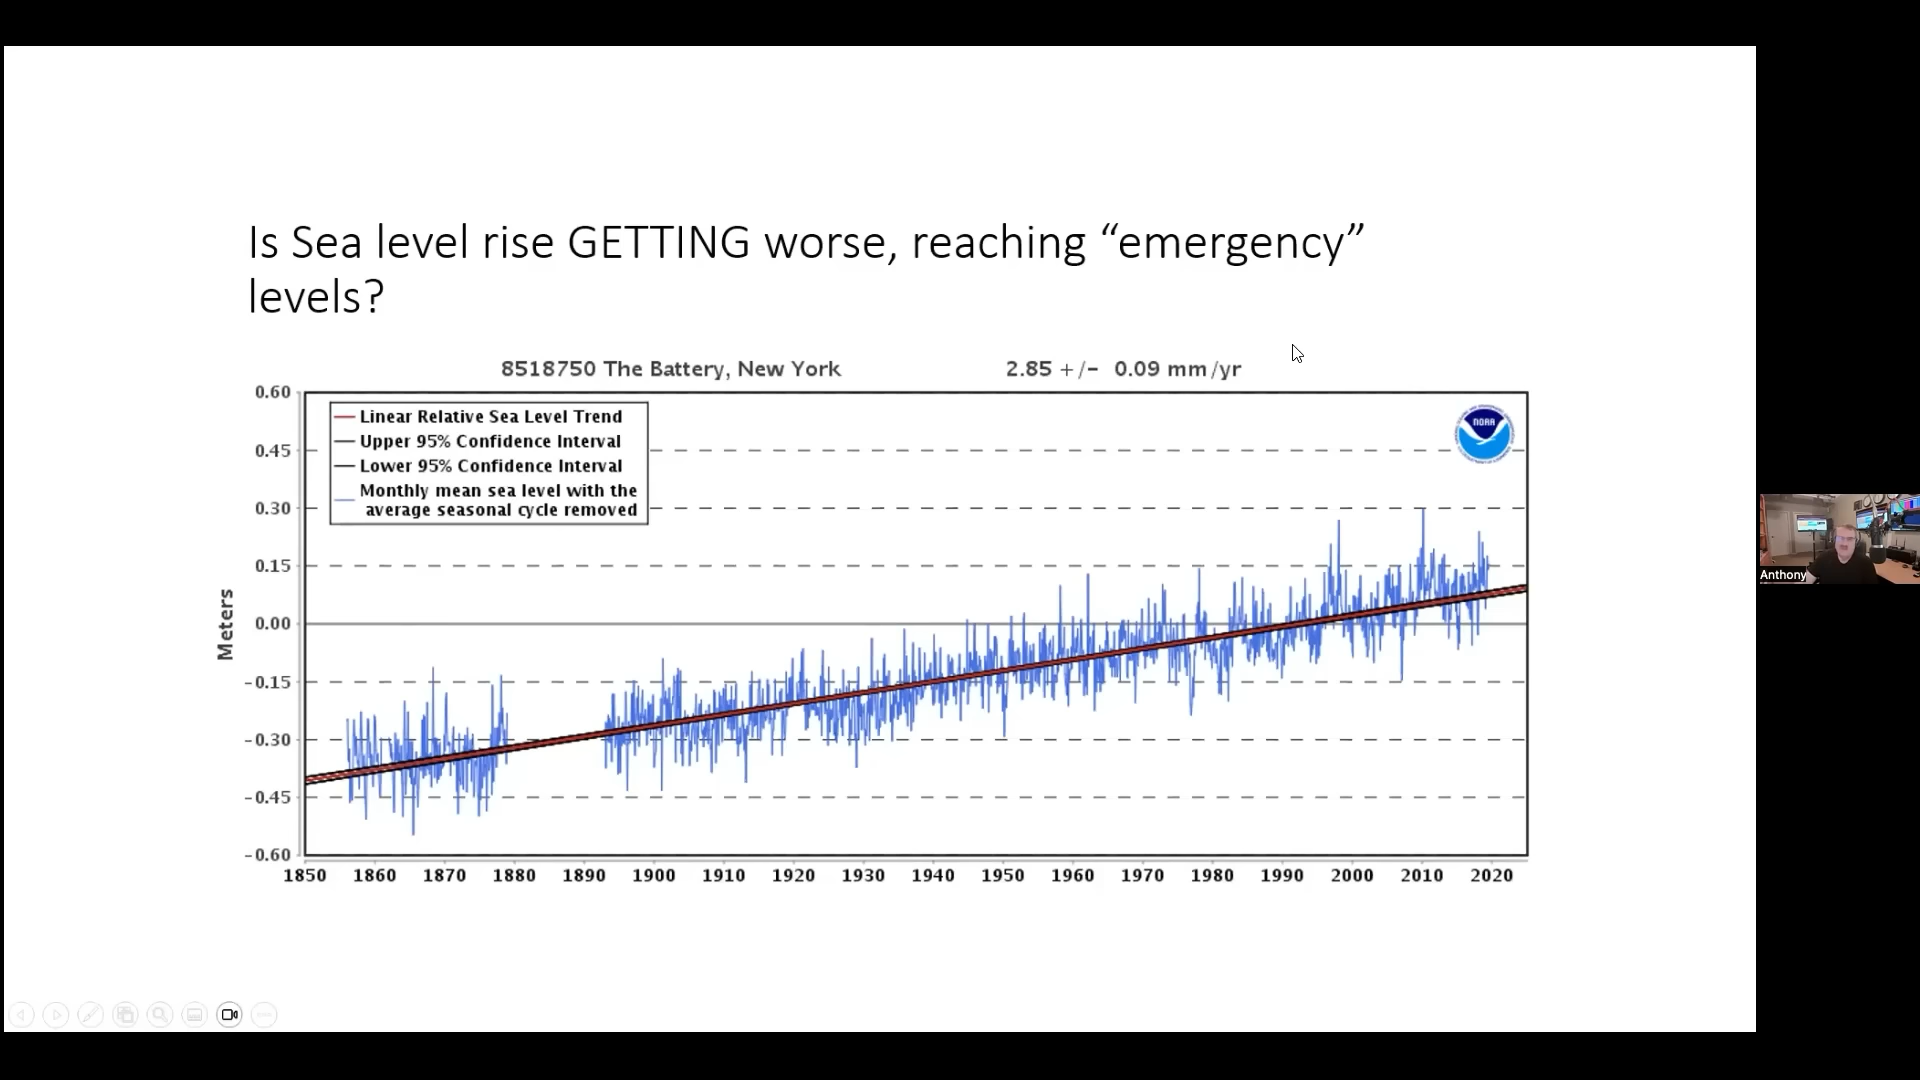 Is Sea level rise GETTING worse, reaching “emergency”
levels?
8518750 The Battery, New York
2.85 +/- 0.09 mm/yr
Linear Relative Sea Level Trend
Upper 95% Confidence Interval
Lower 95% Confidence Interval
Monthly mean sea level with the
average seasonal cycle removed
NOAA
Meters
0.60
0.45
0.30
0.15
0.00
-0.15
-0.30
-0.45
-0.60
1850 1860 1870 1880 1890 1900 1910 1920 1930 1940 1950 1960 1970 1980 1990 2000 2010 2020
Anthony